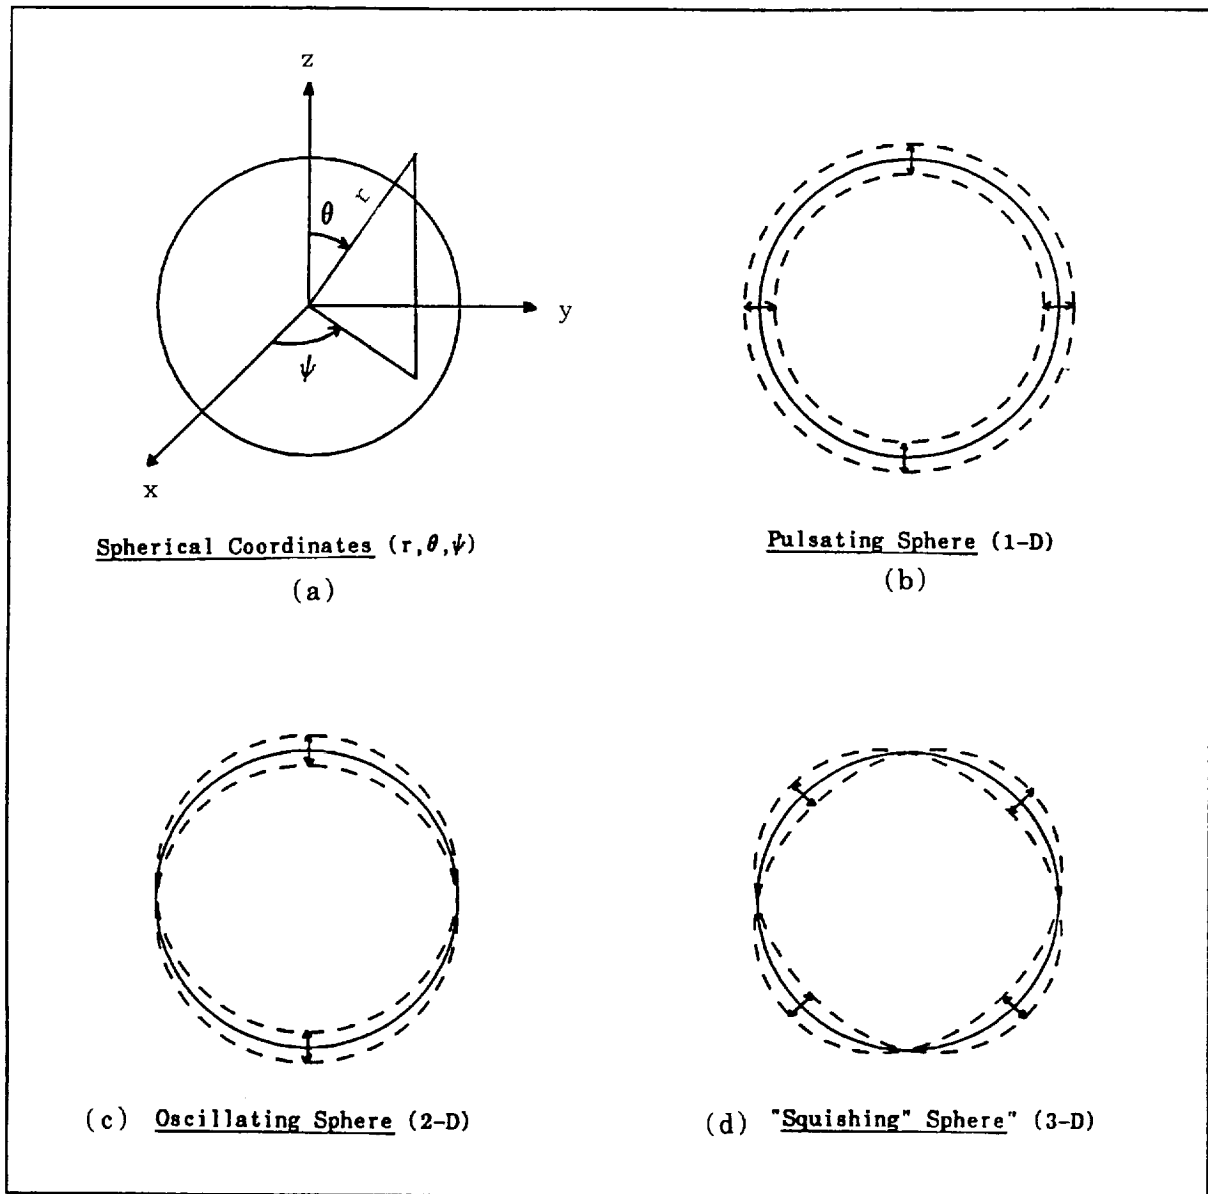 z
θ
r
y
ψ
x
Spherical Coordinates (r,θ,ψ)
(a)
Pulsating Sphere (1-D)
(b)
(c) Oscillating Sphere (2-D)
(d) "Squishing" Sphere" (3-D)